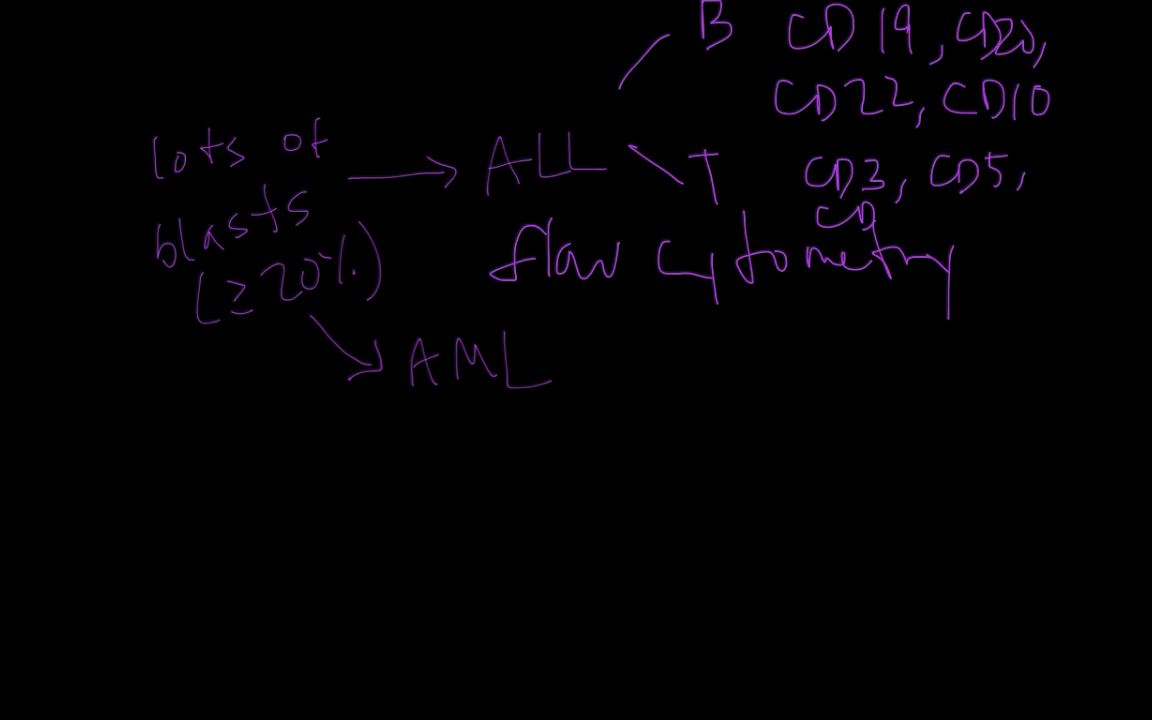 B CD19, CD20,
CD22, CD10
lots of
blasts
(≥20%)
ALL
T CD3, CD5,
CD
flow cytometry
AML